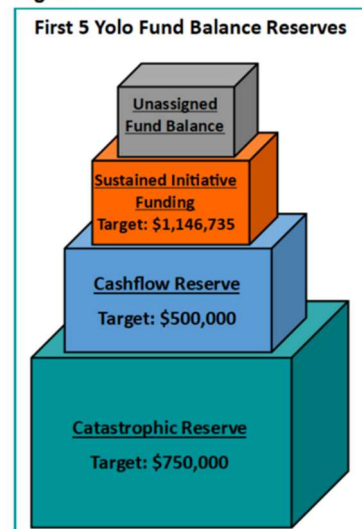 First 5 Yolo Fund Balance Reserves
Unassigned
Fund Balance
Sustained Initiative
Funding
Target: $1,146,735
Cashflow Reserve
Target: $500,000
Catastrophic Reserve
Target: $750,000